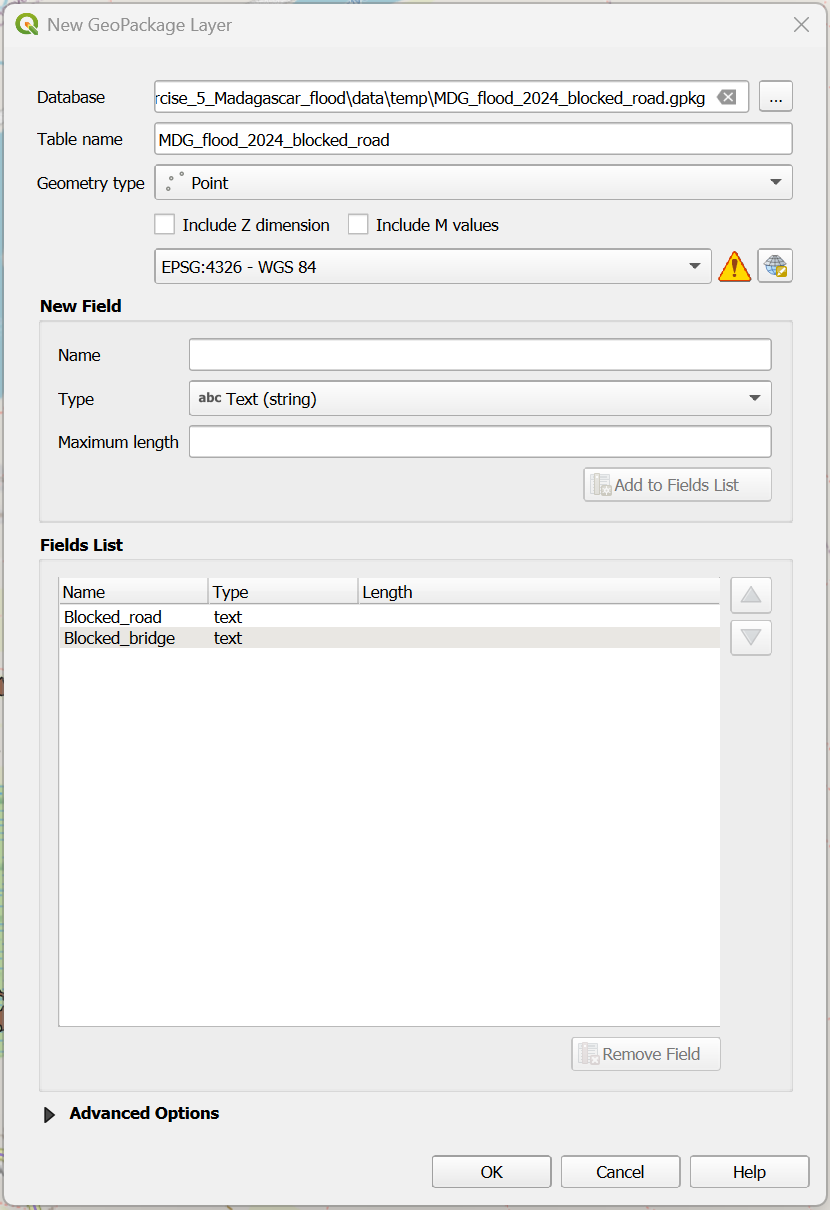 New GeoPackage Layer
Database rcise_5_Madagascar_flood\data\temp\MDG_flood_2024_blocked_road.gpkg ...
Table name MDG_flood_2024_blocked_road
Geometry type Point
Include Z dimension Include M values
EPSG:4326 - WGS 84
New Field
Name
Type abc Text (string)
Maximum length
Add to Fields List
Fields List
Name Type Length
Blocked_road text
Blocked_bridge text
Remove Field
Advanced Options
OK Cancel Help